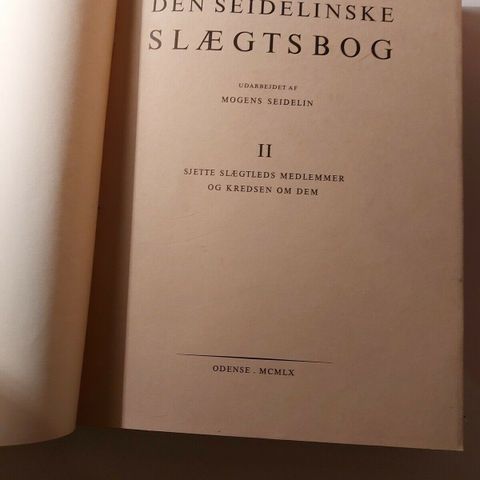 DEN SEIDELINSKE
SLÆGTSBOG
UDARBEJDET AF
MOGENS SEIDELIN
II
SJETTE SLÆGTLEDS MEDLEMMER
OG KREDSEN OM DEM
ODENSE . MCMLX